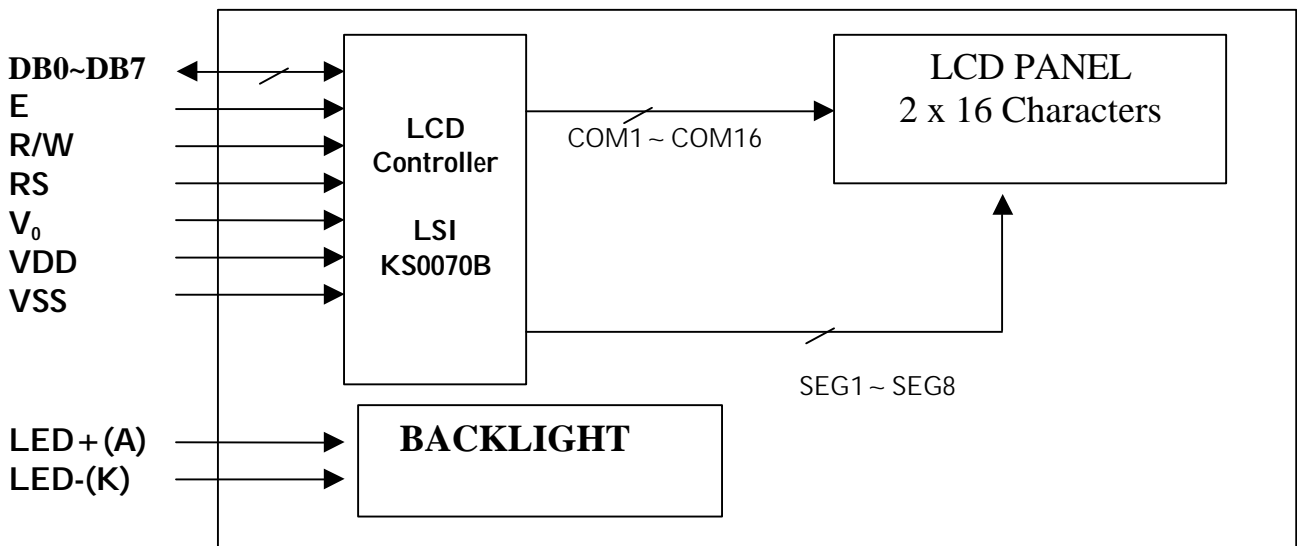 DB0~DB7
E
R/W
RS
V₀
VDD
VSS
LED+(A)
LED-(K)
LCD
Controller
LSI
KS0070B
COM1 ~ COM16
LCD PANEL
2 x 16 Characters
SEG1 ~ SEG8
BACKLIGHT